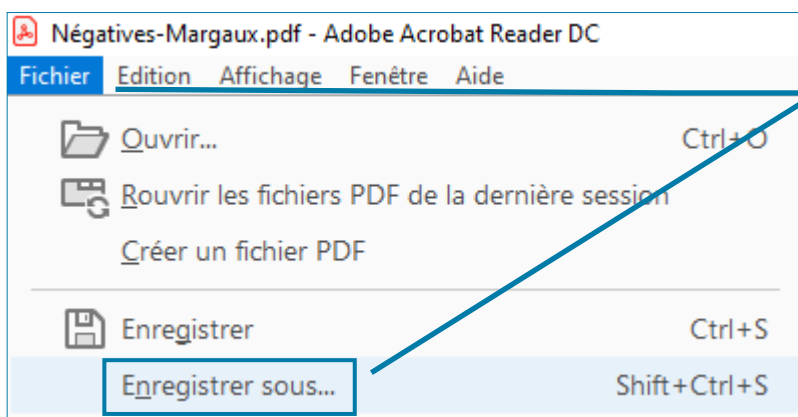 Négatives-Margaux.pdf - Adobe Acrobat Reader DC
Fichier Edition Affichage Fenêtre Aide
Ouvrir... Ctrl+O
Rouvrir les fichiers PDF de la dernière session
Créer un fichier PDF
Enregistrer Ctrl+S
Enregistrer sous... Shift+Ctrl+S